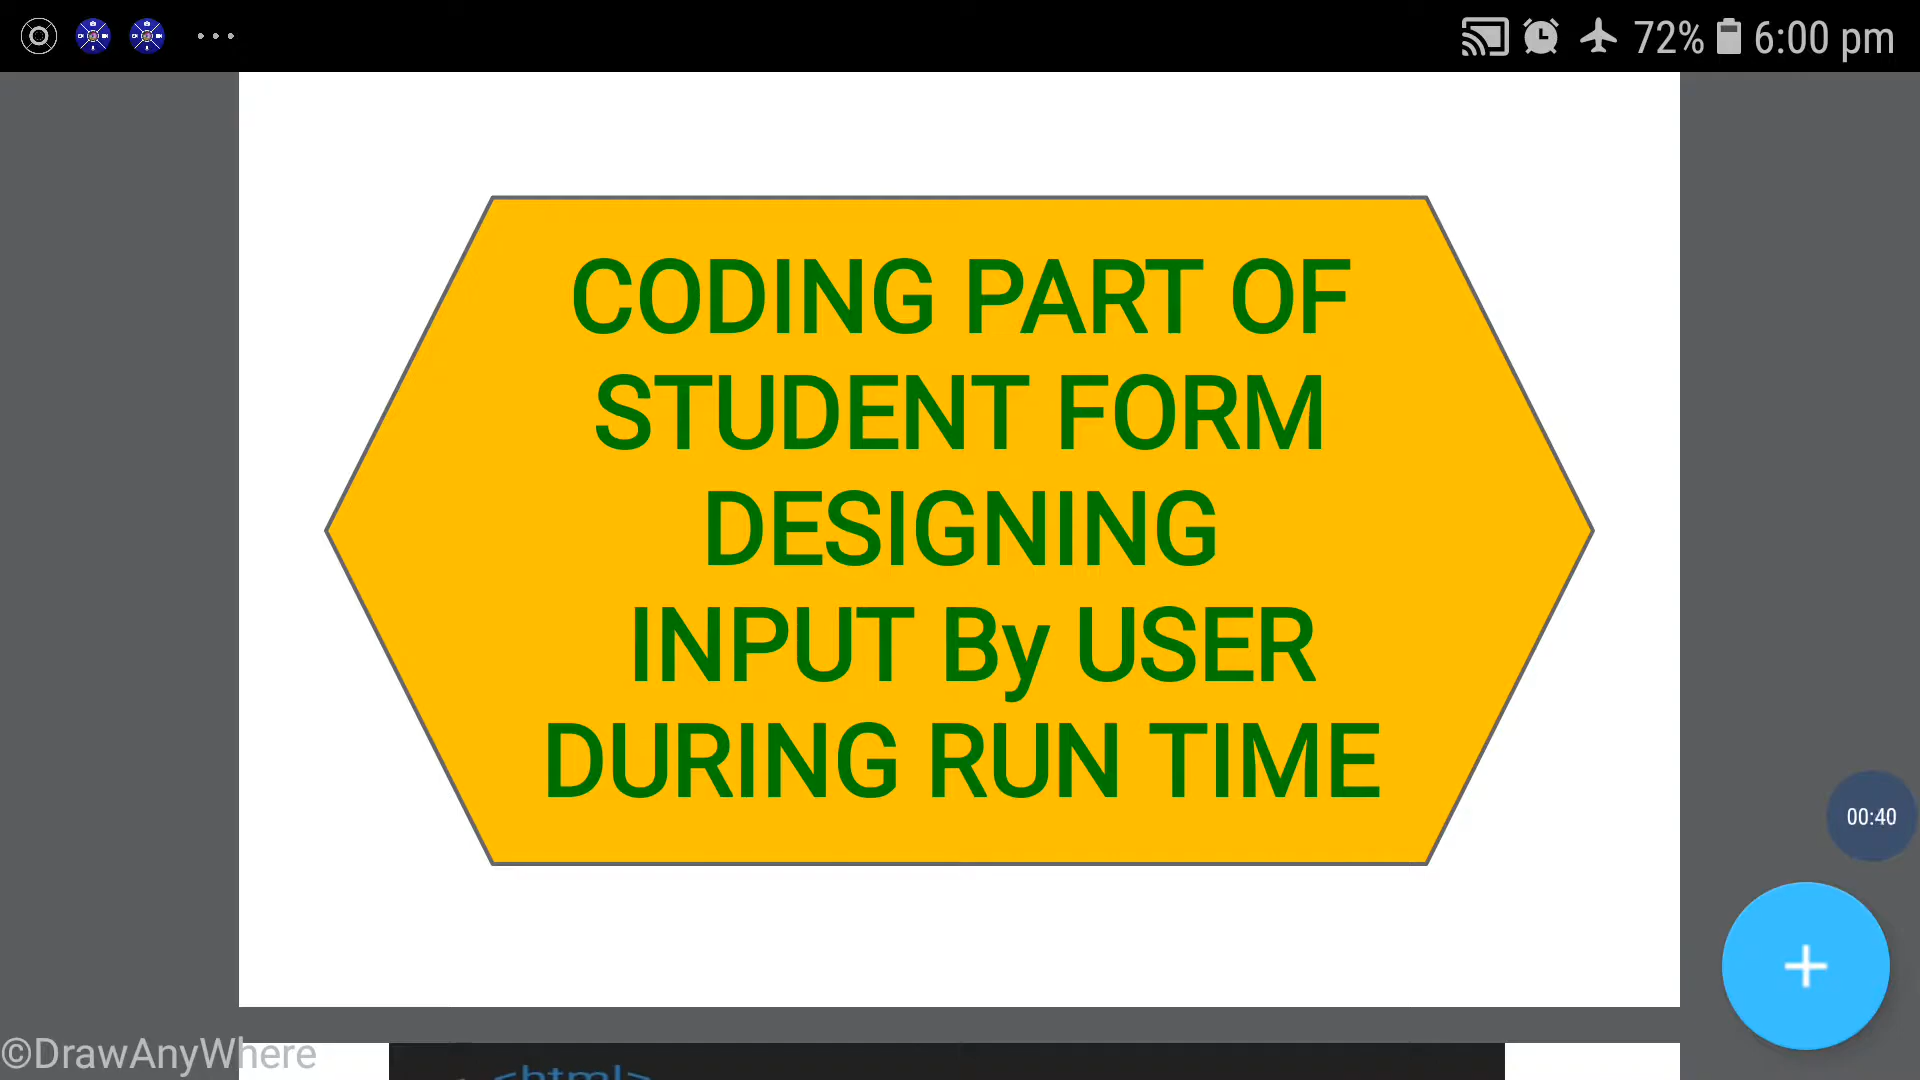 72% 6:00 pm
CODING PART OF
STUDENT FORM
DESIGNING
INPUT By USER
DURING RUN TIME
00:40
©DrawAnyWhere
<html>